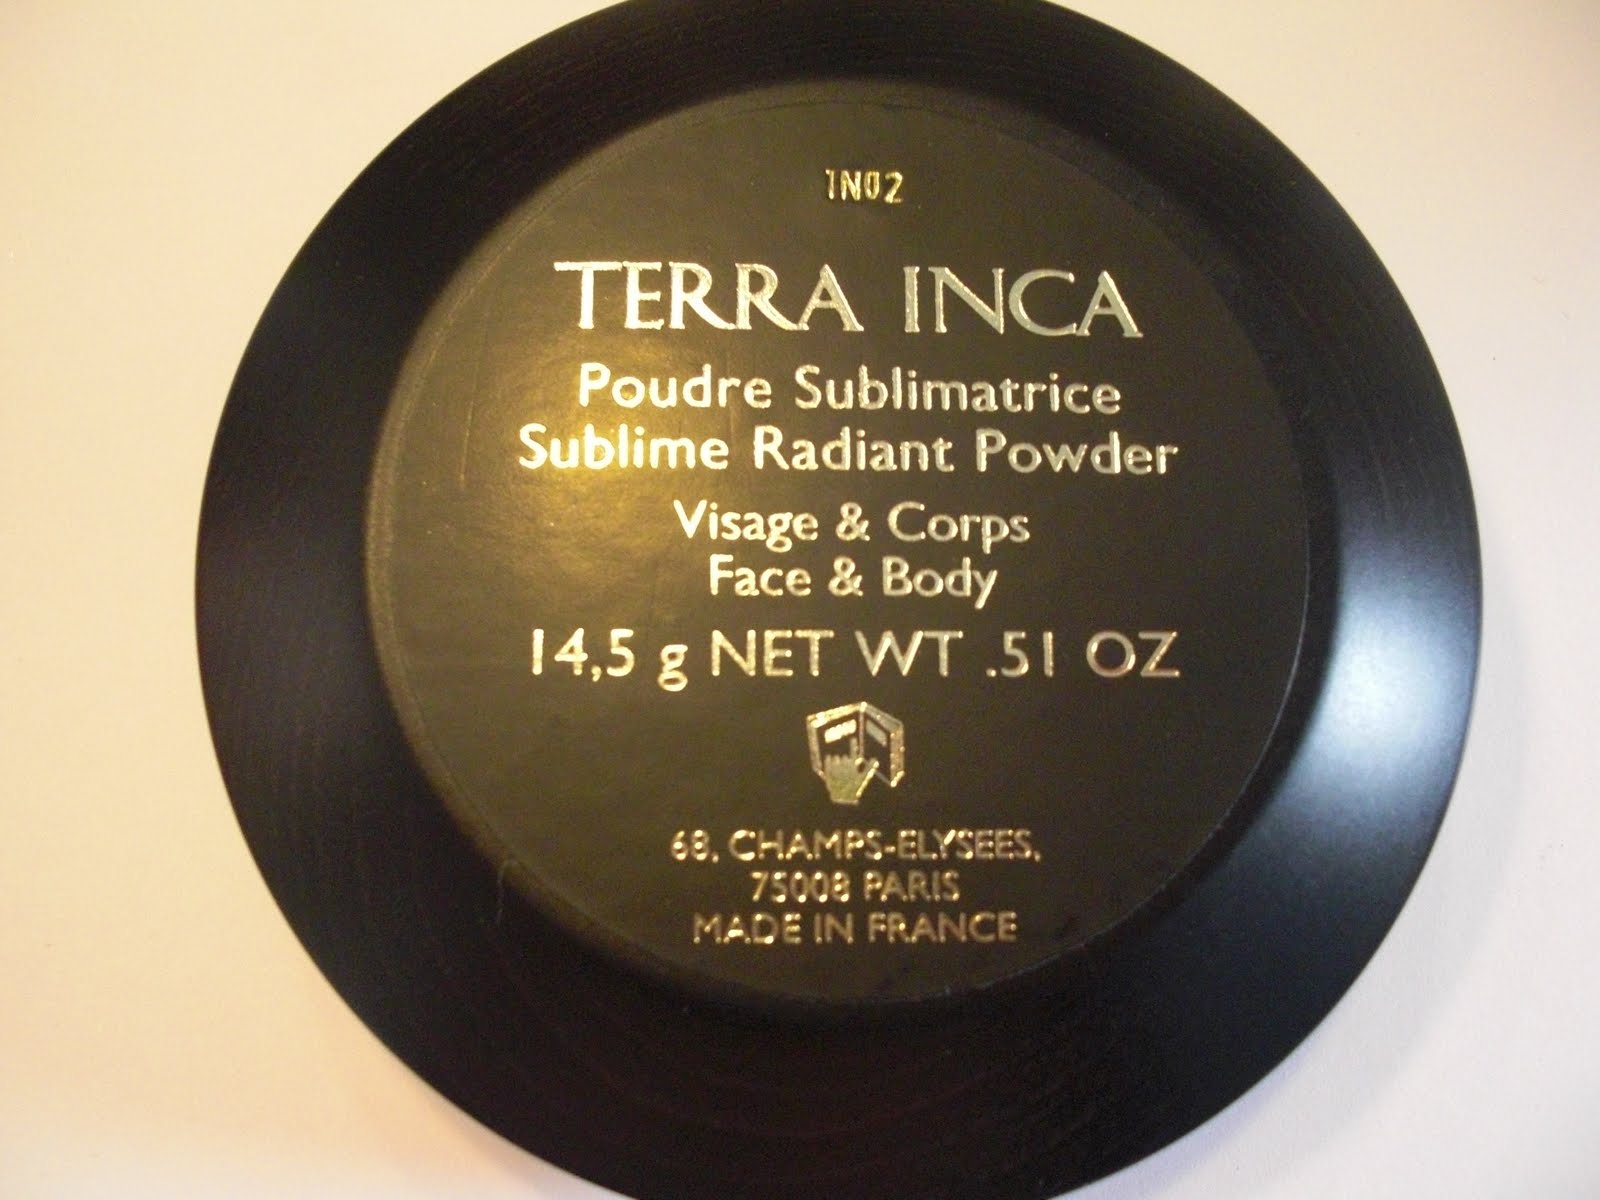 1N02
TERRA INCA
Poudre Sublimatrice
Sublime Radiant Powder
Visage & Corps
Face & Body
14,5 g NET WT .51 OZ
68, CHAMPS-ELYSEES,
75008 PARIS
MADE IN FRANCE